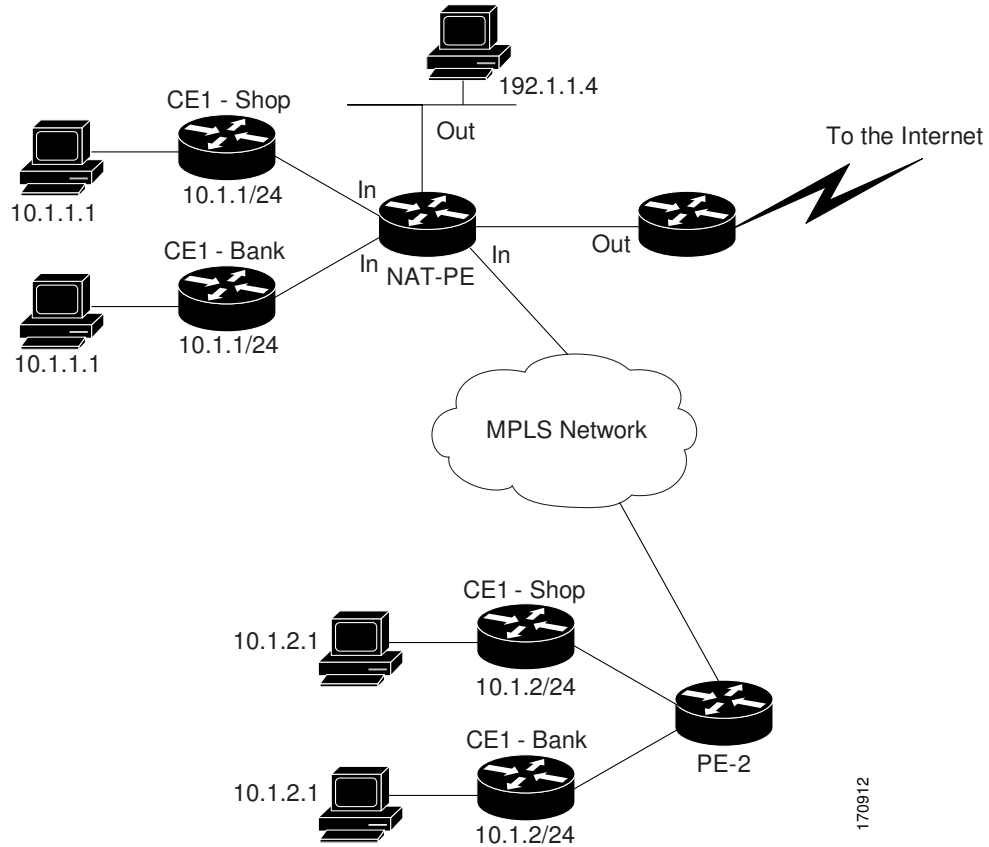 192.1.1.4
CE1 - Shop
Out
To the Internet
10.1.1.1
10.1.1/24
In
CE1 - Bank
In
NAT-PE
In
Out
10.1.1.1
10.1.1/24
MPLS Network
CE1 - Shop
10.1.2.1
10.1.2/24
CE1 - Bank
PE-2
10.1.2.1
10.1.2/24
170912